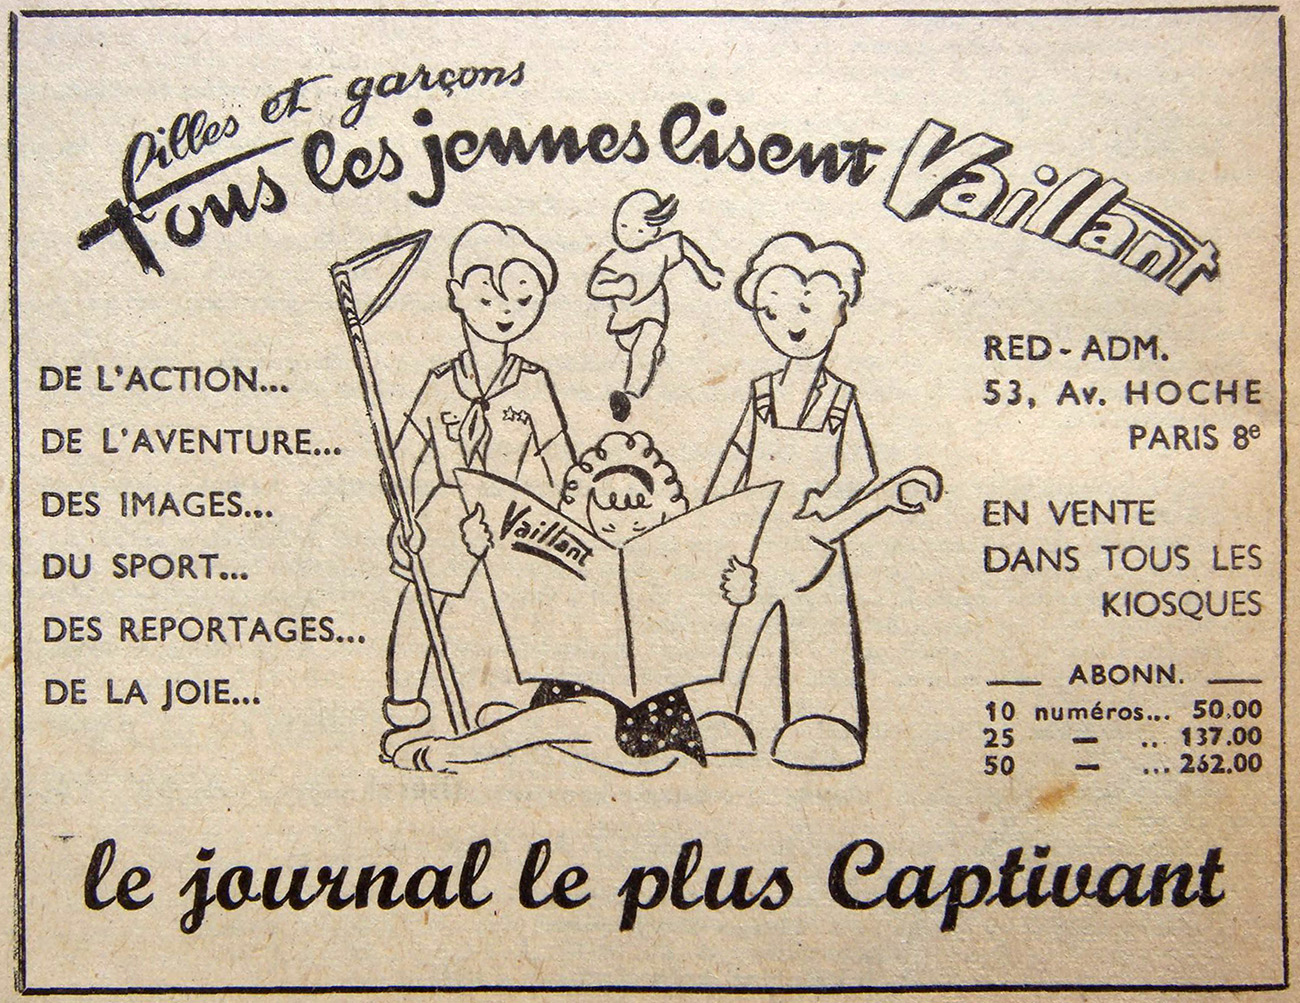 filles et garçons
Tous les jeunes lisent Vaillant
DE L'ACTION...
DE L'AVENTURE...
DES IMAGES...
DU SPORT...
DES REPORTAGES...
DE LA JOIE...
Vaillant
RED-ADM.
53, Av. HOCHE
PARIS 8e
EN VENTE
DANS TOUS LES
KIOSQUES
ABONN.
10 numéros... 50.00
25 — .. 137.00
50 — ... 262.00
le journal le plus Captivant